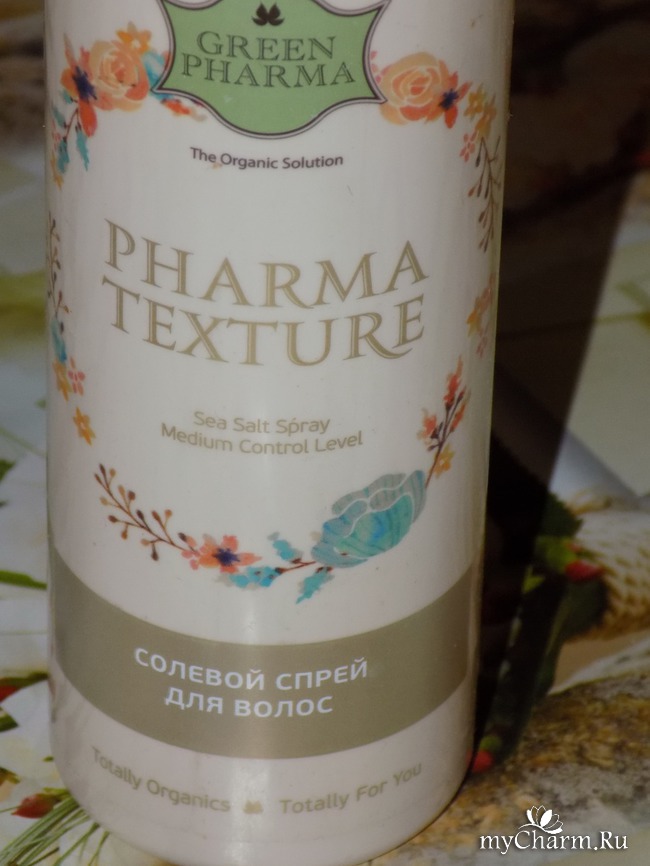 GREEN
PHARMA
The Organic Solution
PHARMA
TEXTURE
Sea Salt Spray
Medium Control Level
СОЛЕВОЙ СПРЕЙ
ДЛЯ ВОЛОС
Totally Organics Totally For You
myCharm.Ru